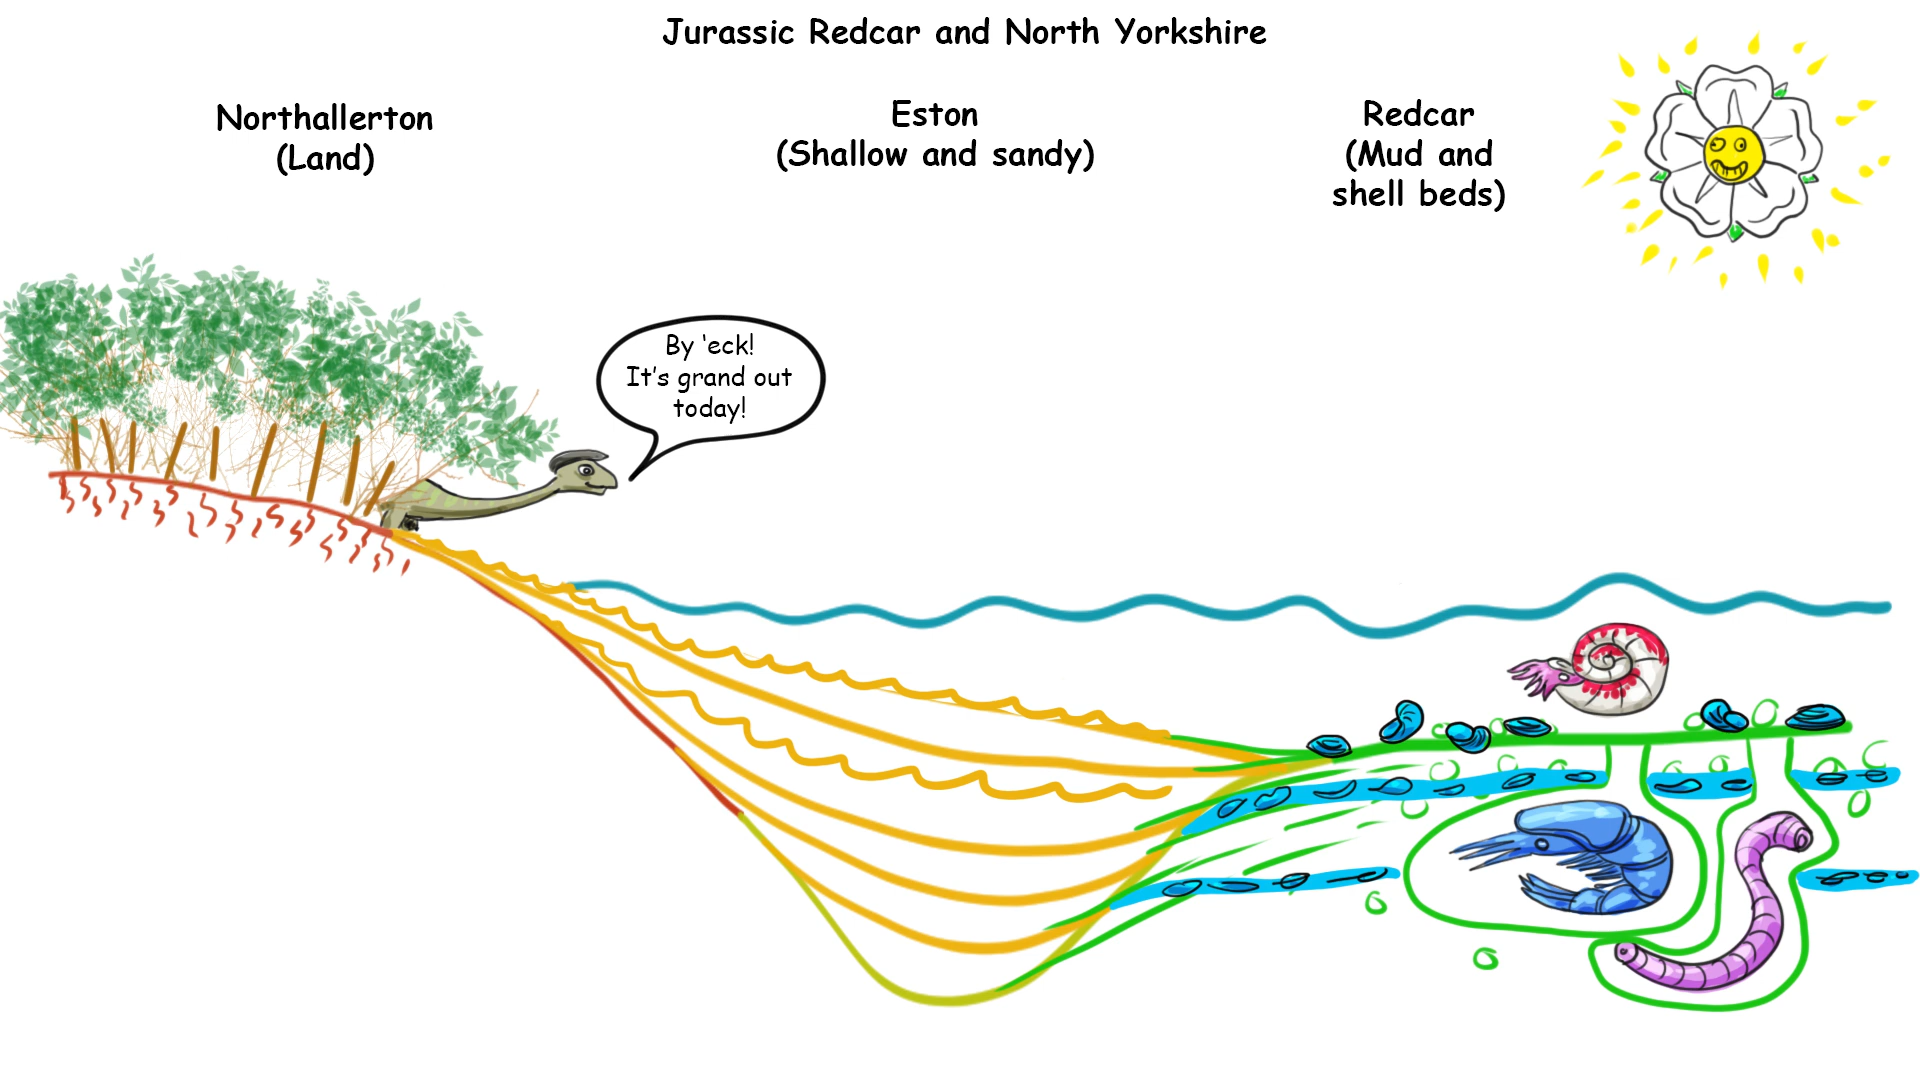 Jurassic Redcar and North Yorkshire
Northallerton
(Land)
Eston
(Shallow and sandy)
Redcar
(Mud and
shell beds)
By ‘eck!
It’s grand out
today!